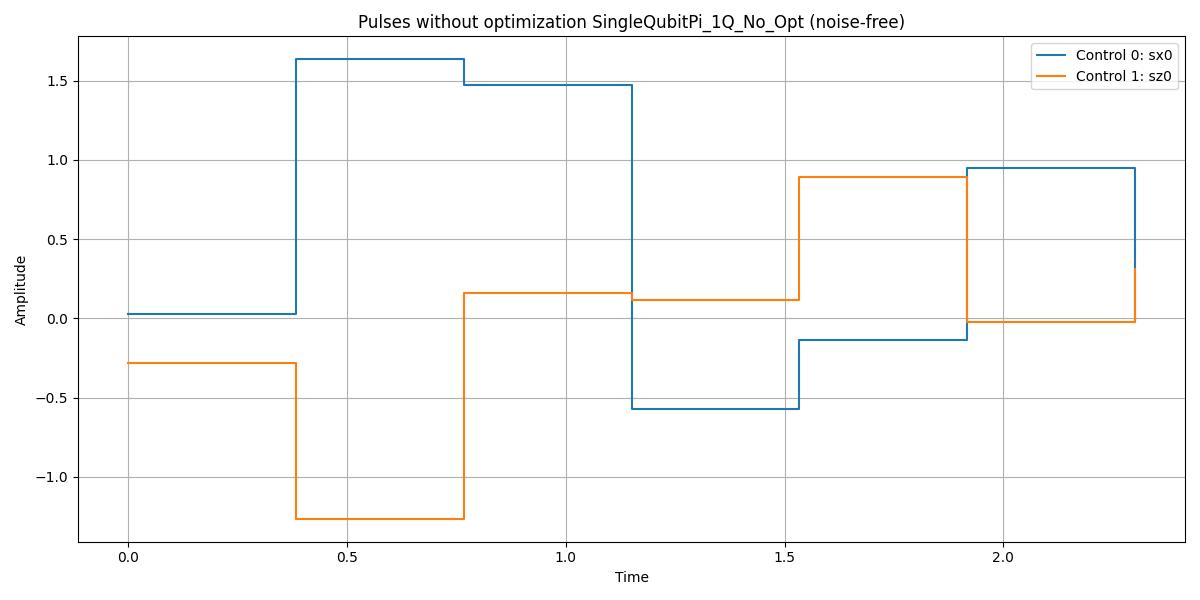 Pulses without optimization SingleQubitPi_1Q_No_Opt (noise-free)
Control 0: sx0
Control 1: sz0
Amplitude
1.5
1.0
0.5
0.0
−0.5
−1.0
0.0 0.5 1.0 1.5 2.0
Time